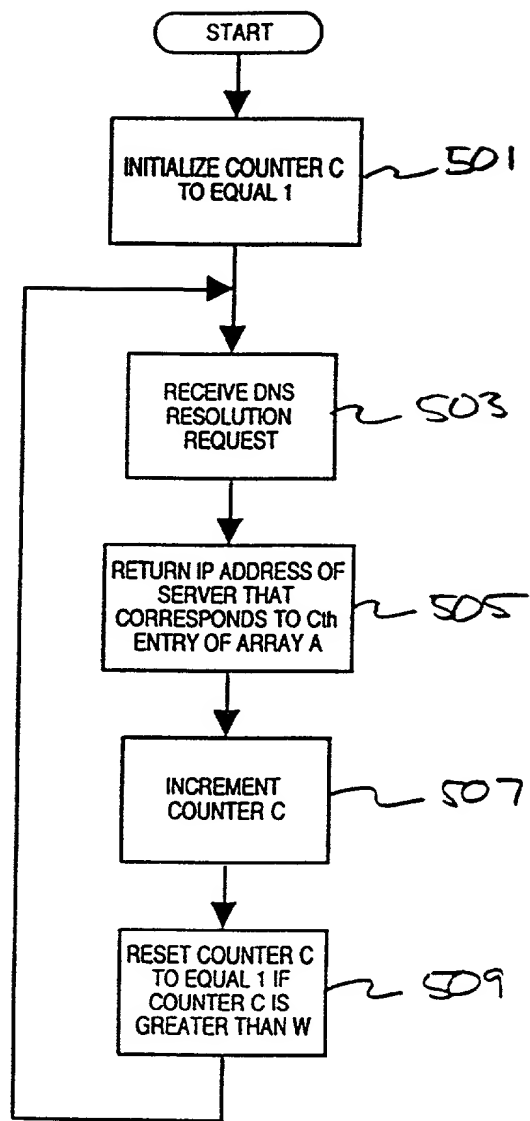 START
INITIALIZE COUNTER C
TO EQUAL 1
501
RECEIVE DNS
RESOLUTION
REQUEST
503
RETURN IP ADDRESS OF
SERVER THAT
CORRESPONDS TO Cth
ENTRY OF ARRAY A
505
INCREMENT
COUNTER C
507
RESET COUNTER C
TO EQUAL 1 IF
COUNTER C IS
GREATER THAN W
509